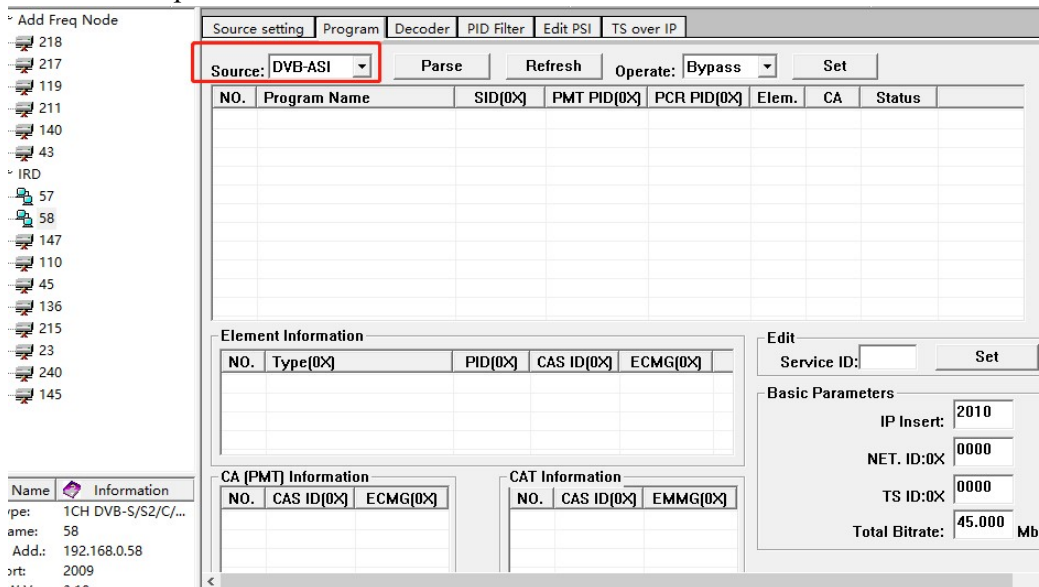 Add Freq Node
218
217
119
211
140
43
IRD
57
58
147
110
45
136
215
23
240
145
Name Information
1CH DVB-S/S2/C/...
58
Add.: 192.168.0.58
2009
Source setting Program Decoder PID Filter Edit PSI TS over IP
Source: DVB-ASI Parse Refresh Operate: Bypass Set
NO. Program Name SID(0X) PMT PID(0X) PCR PID(0X) Elem. CA Status
Element Information
NO. Type(0X) PID(0X) CAS ID(0X) ECMG(0X)
CA (PMT) Information
NO. CAS ID(0X) ECMG(0X)
CAT Information
NO. CAS ID(0X) EMMG(0X)
Edit
Service ID: Set
Basic Parameters
IP Insert: 2010
NET. ID:0X 0000
TS ID:0X 0000
Total Bitrate: 45.000 Mb